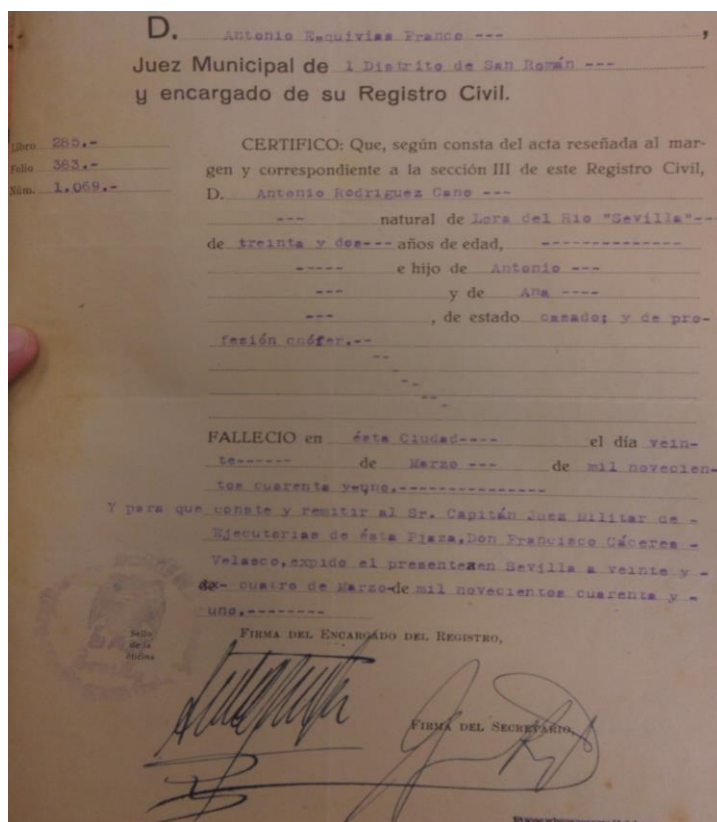 D. Antonio Esquivias Franco --- ,
Juez Municipal de l Distrito de San Román ---
y encargado de su Registro Civil.
Libro 285.-
Folio 363.-
Núm. 1.069.-
CERTIFICO: Que, según consta del acta reseñada al mar-
gen y correspondiente a la sección III de este Registro Civil,
D. Antonio Rodriguez Cano ---
--- natural de Lora del Rio "Sevilla"---
de treinta y dos--- años de edad, --------------
----- e hijo de Antonio ---
--- y de Ana ----
--- , de estado casado; y de pro-
fesión chófer.--
--
--
---
FALLECIO en ésta Ciudad---- el día vein-
te------- de Marzo --- de mil novecien-
tos cuarenta y uno.---------------
Y para que conste y remitir al Sr. Capitán Juez Militar de -
Ejecutorias de ésta Plaza,Don Francisco Cáceres -
Velasco,expido el presente en Sevilla a veinte y -
cuatro de Marzo de mil novecientos cuarenta y -
uno.--------
Sello
de la
Oficina
FIRMA DEL ENCARGADO DEL REGISTRO,
FIRMA DEL SECRETARIO,